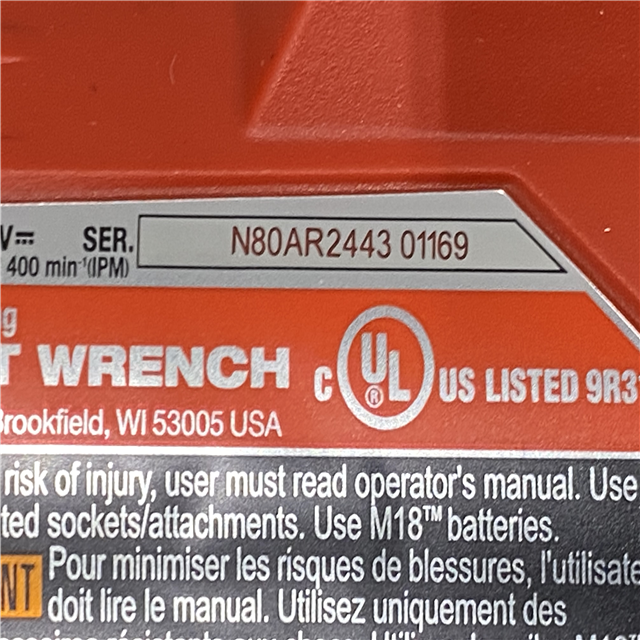 V⎓ SER. N80AR2443 01169
400 min⁻¹(IPM)
g
T WRENCH
C UL® US LISTED 9R3
Brookfield, WI 53005 USA
risk of injury, user must read operator's manual. Use
ted sockets/attachments. Use M18™ batteries.
NT Pour minimiser les risques de blessures, l'utilisate
doit lire le manual. Utilisez uniquement des